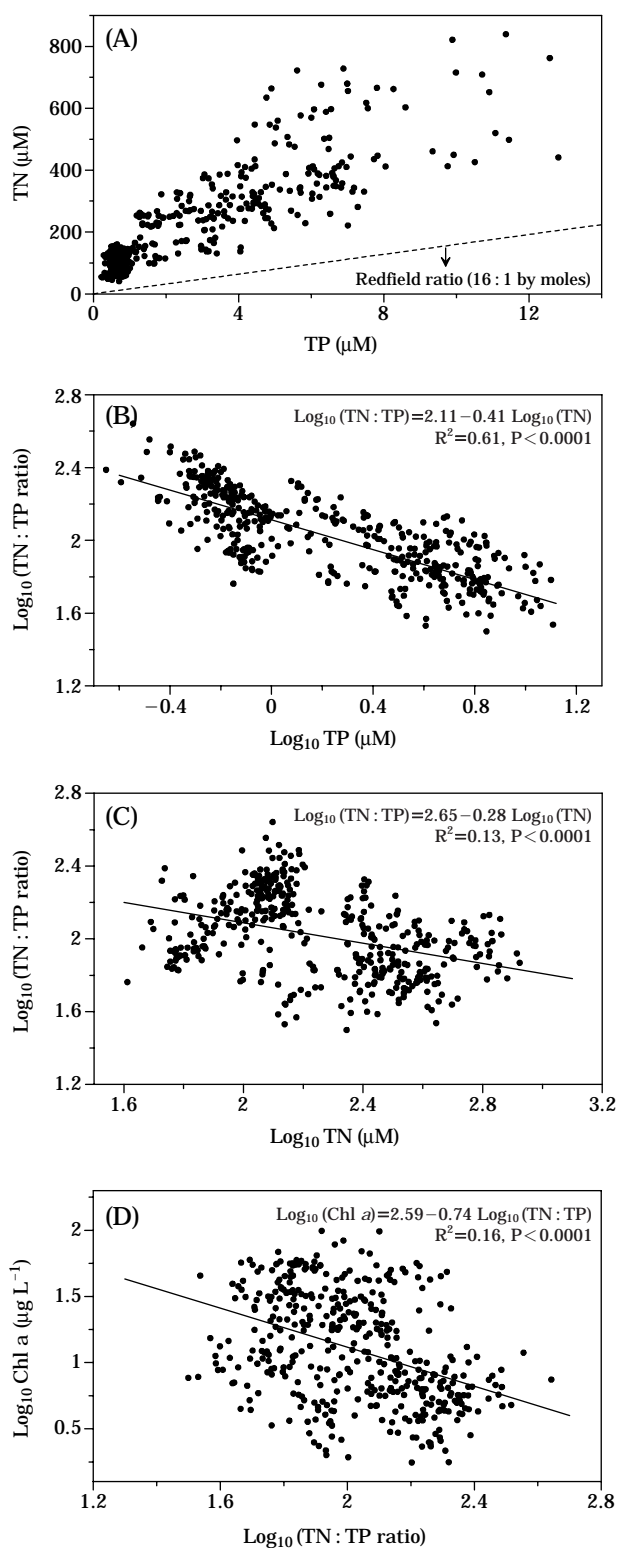 (A)
800
600
400
200
0
TN (μM)
Redfield ratio (16 : 1 by moles)
0 4 8 12
TP (μM)
(B)
Log10 (TN : TP)=2.11−0.41 Log10 (TN)
R2=0.61, P<0.0001
2.8
2.4
2
1.6
1.2
Log10 (TN : TP ratio)
−0.4 0 0.4 0.8 1.2
Log10 TP (μM)
(C)
Log10 (TN : TP)=2.65−0.28 Log10 (TN)
R2=0.13, P<0.0001
2.8
2.4
2
1.6
1.2
Log10 (TN : TP ratio)
1.6 2 2.4 2.8 3.2
Log10 TN (μM)
(D)
Log10 (Chl a)=2.59−0.74 Log10 (TN : TP)
R2=0.16, P<0.0001
2
1.5
1
0.5
Log10 Chl a (μg L−1)
1.2 1.6 2 2.4 2.8
Log10 (TN : TP ratio)